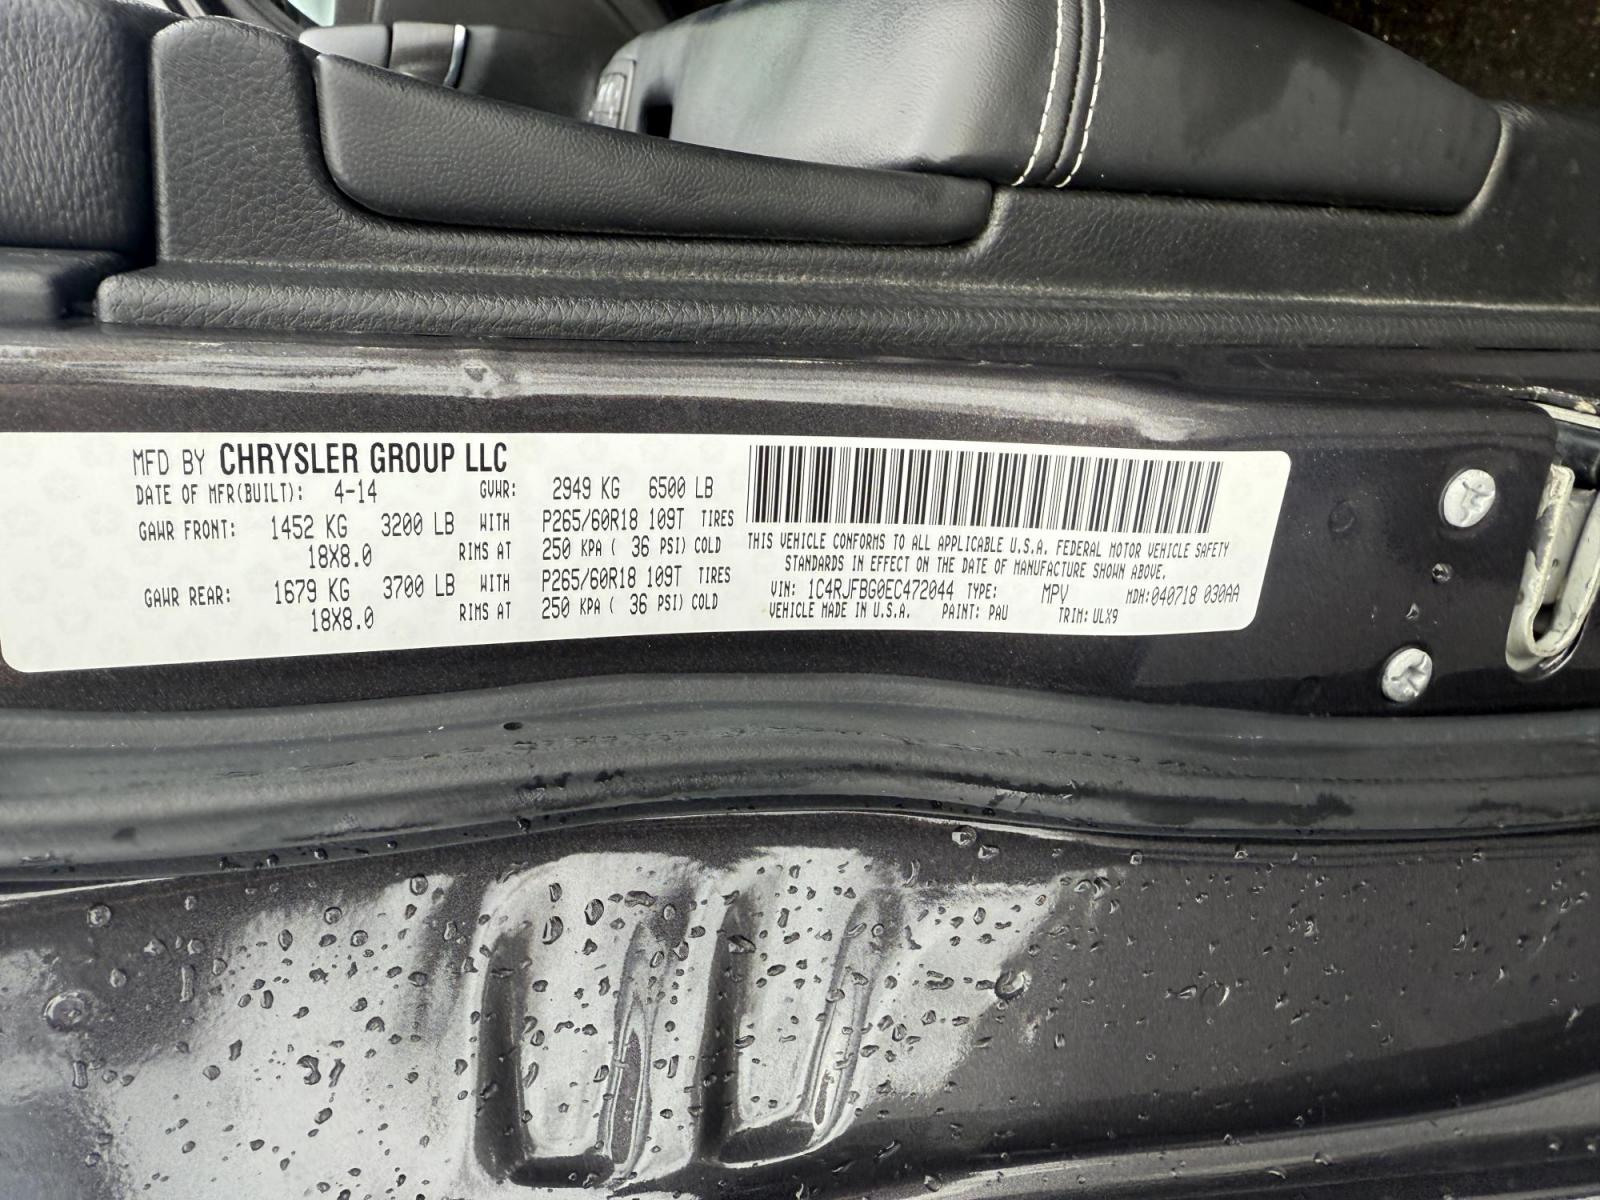 MFD BY CHRYSLER GROUP LLC
DATE OF MFR(BUILT): 4-14 GVWR: 2949 KG 6500 LB
GAWR FRONT: 1452 KG 3200 LB WITH P265/60R18 109T TIRES
18X8.0 RIMS AT 250 KPA ( 36 PSI) COLD
GAWR REAR: 1679 KG 3700 LB WITH P265/60R18 109T TIRES
18X8.0 RIMS AT 250 KPA ( 36 PSI) COLD
THIS VEHICLE CONFORMS TO ALL APPLICABLE U.S.A. FEDERAL MOTOR VEHICLE SAFETY
STANDARDS IN EFFECT ON THE DATE OF MANUFACTURE SHOWN ABOVE.
VIN: 1C4RJFBG0EC472044 TYPE: MPV MDH:040718 030AA
VEHICLE MADE IN U.S.A. PAINT: PAU TRIM: ULX9